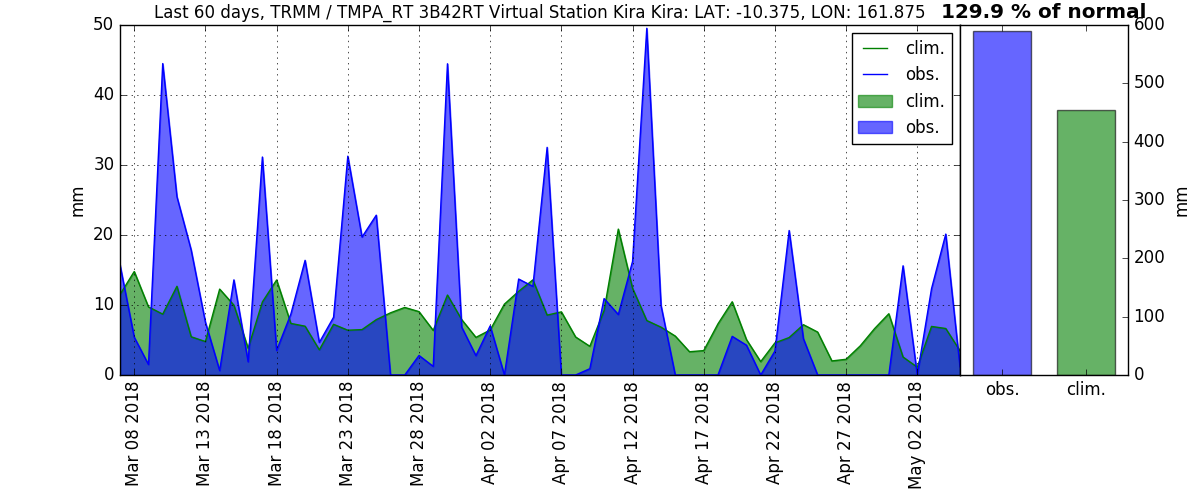 Last 60 days, TRMM / TMPA_RT 3B42RT Virtual Station Kira Kira: LAT: -10.375, LON: 161.875
129.9 % of normal
50
40
30
20
10
0
mm
clim.
obs.
clim.
obs.
600
500
400
300
200
100
0
mm
obs.
clim.
Mar 08 2018
Mar 13 2018
Mar 18 2018
Mar 23 2018
Mar 28 2018
Apr 02 2018
Apr 07 2018
Apr 12 2018
Apr 17 2018
Apr 22 2018
Apr 27 2018
May 02 2018